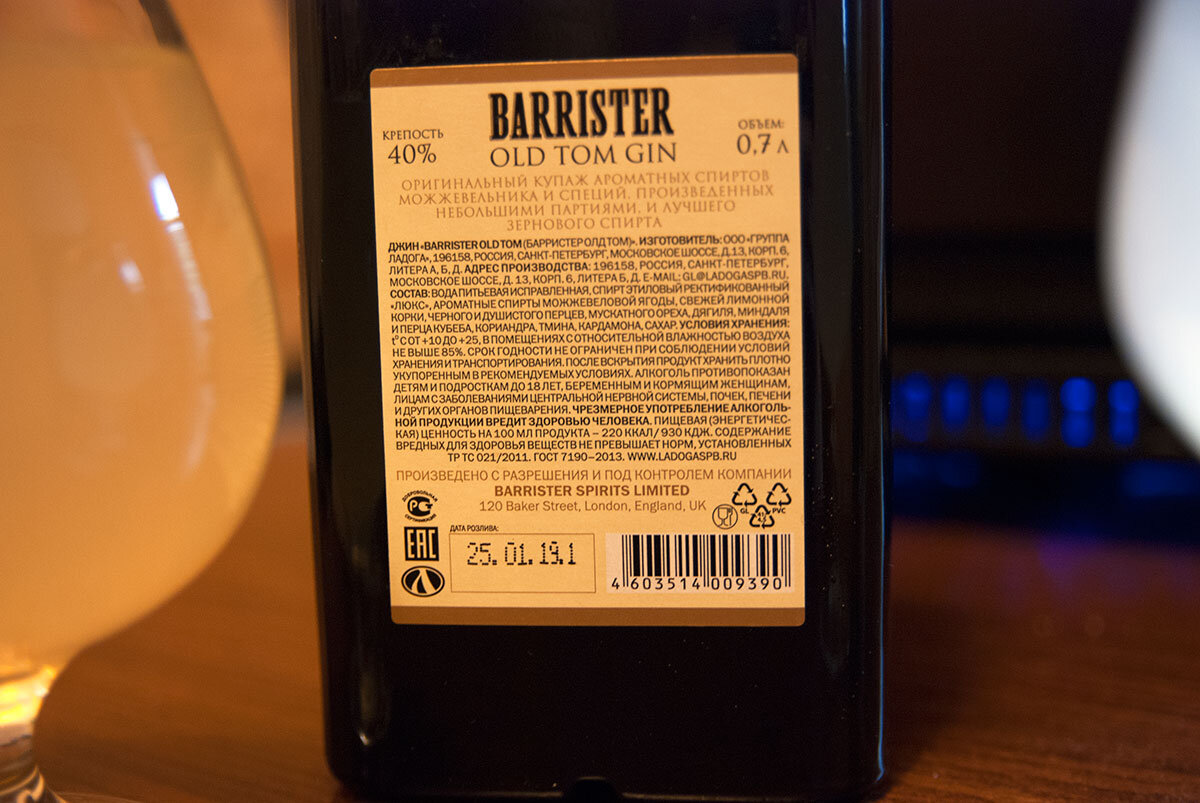 BARRISTER
OLD TOM GIN
КРЕПОСТЬ
40%
ОБЪЕМ:
0,7 Л
ОРИГИНАЛЬНЫЙ КУПАЖ АРОМАТНЫХ СПИРТОВ
МОЖЖЕВЕЛЬНИКА И СПЕЦИЙ, ПРОИЗВЕДЕННЫХ
НЕБОЛЬШИМИ ПАРТИЯМИ, И ЛУЧШЕГО
ЗЕРНОВОГО СПИРТА
ДЖИН «BARRISTER OLD TOM (БАРРИСТЕР ОЛД ТОМ)». ИЗГОТОВИТЕЛЬ: ООО «ГРУППА
ЛАДОГА», 196158, РОССИЯ, САНКТ-ПЕТЕРБУРГ, МОСКОВСКОЕ ШОССЕ, Д.13, КОРП. 6,
ЛИТЕРА А, Б, Д. АДРЕС ПРОИЗВОДСТВА: 196158, РОССИЯ, САНКТ-ПЕТЕРБУРГ,
МОСКОВСКОЕ ШОССЕ, Д. 13, КОРП. 6, ЛИТЕРА Б, Д. E-MAIL: GL@LADOGASPB.RU.
СОСТАВ: ВОДА ПИТЬЕВАЯ ИСПРАВЛЕННАЯ, СПИРТ ЭТИЛОВЫЙ РЕКТИФИКОВАННЫЙ
«ЛЮКС», АРОМАТНЫЕ СПИРТЫ МОЖЖЕВЕЛОВОЙ ЯГОДЫ, СВЕЖЕЙ ЛИМОННОЙ
КОРКИ, ЧЕРНОГО И ДУШИСТОГО ПЕРЦЕВ, МУСКАТНОГО ОРЕХА, ДЯГИЛЯ, МИНДАЛЯ
И ПЕРЦА КУБЕБА, КОРИАНДРА, ТМИНА, КАРДАМОНА, САХАР. УСЛОВИЯ ХРАНЕНИЯ:
t° С ОТ +10 ДО +25, В ПОМЕЩЕНИЯХ С ОТНОСИТЕЛЬНОЙ ВЛАЖНОСТЬЮ ВОЗДУХА
НЕ ВЫШЕ 85%. СРОК ГОДНОСТИ НЕ ОГРАНИЧЕН ПРИ СОБЛЮДЕНИИ УСЛОВИЙ
ХРАНЕНИЯ И ТРАНСПОРТИРОВАНИЯ. ПОСЛЕ ВСКРЫТИЯ ПРОДУКТ ХРАНИТЬ ПЛОТНО
УКУПОРЕННЫМ В РЕКОМЕНДУЕМЫХ УСЛОВИЯХ. АЛКОГОЛЬ ПРОТИВОПОКАЗАН
ДЕТЯМ И ПОДРОСТКАМ ДО 18 ЛЕТ, БЕРЕМЕННЫМ И КОРМЯЩИМ ЖЕНЩИНАМ,
ЛИЦАМ С ЗАБОЛЕВАНИЯМИ ЦЕНТРАЛЬНОЙ НЕРВНОЙ СИСТЕМЫ, ПОЧЕК, ПЕЧЕНИ
И ДРУГИХ ОРГАНОВ ПИЩЕВАРЕНИЯ. ЧРЕЗМЕРНОЕ УПОТРЕБЛЕНИЕ АЛКОГОЛЬ-
НОЙ ПРОДУКЦИИ ВРЕДИТ ЗДОРОВЬЮ ЧЕЛОВЕКА. ПИЩЕВАЯ (ЭНЕРГЕТИЧЕС-
КАЯ) ЦЕННОСТЬ НА 100 МЛ ПРОДУКТА – 220 ККАЛ/ 930 КДЖ. СОДЕРЖАНИЕ
ВРЕДНЫХ ДЛЯ ЗДОРОВЬЯ ВЕЩЕСТВ НЕ ПРЕВЫШАЕТ НОРМ, УСТАНОВЛЕННЫХ
ТР ТС 021/2011. ГОСТ 7190–2013. WWW.LADOGASPB.RU
ПРОИЗВЕДЕНО С РАЗРЕШЕНИЯ И ПОД КОНТРОЛЕМ КОМПАНИИ
BARRISTER SPIRITS LIMITED
120 Baker Street, London, England, UK
ДОБРОВОЛЬНАЯ
РСТ
СЕРТИФИКАЦИЯ
GL
PVC
EAC
ДАТА РОЗЛИВА:
25.01.19.1
4 603514 009390